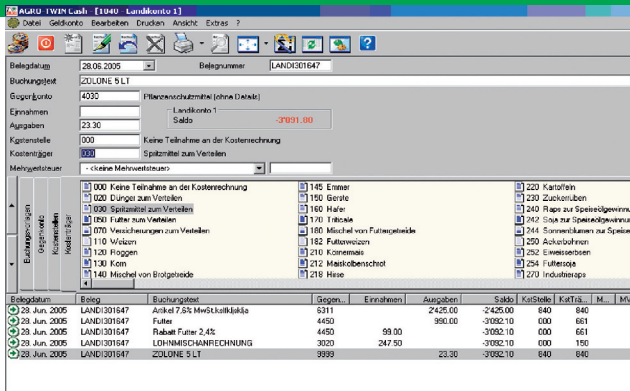 AGRO-TWIN Cash - [1040 - Landikonto 1]
Datei Geldkonto Bearbeiten Drucken Ansicht Extras ?
Belegdatum 28.06.2005 Belegnummer LANDI301647
Buchungstext ZOLONE 5 LT
Gegenkonto 4030 Pflanzenschutzmittel (ohne Details)
Einnahmen Landikonto 1
Saldo -3'091.00
Ausgaben 23.30
Kostenstelle 000 Keine Teilnahme an der Kostenrechnung
Kostenträger 030 Spritzmittel zum Verteilen
Mehrwertsteuer - <keine Mehrwertsteuer>
Buchungsvorlagen
Gegenkonto
Kostenstellen
Kostenträger
000 Keine Teilnahme an der Kostenrechnung 145 Emmer 220 Kartoffeln
020 Dünger zum Verteilen 150 Gerste 230 Zuckerrüben
030 Spritzmittel zum Verteilen 160 Hafer 240 Raps zur Speiseölgewinnu
050 Futter zum Verteilen 170 Triticale 242 Soja zur Speiseölgewinnu
070 Versicherungen zum Verteilen 180 Mischel von Futtergetreide 244 Sonnenblumen zur Speise
110 Weizen 182 Futterweizen 250 Ackerbohnen
120 Roggen 210 Körnermais 252 Eiweisserbsen
130 Korn 212 Maiskolbenschrot 254 Futtersoja
140 Mischel von Brotgetreide 218 Hirse 270 Industrieraps
Belegdatum Beleg Buchungstext Gegen... Einnahmen Ausgaben Saldo KstStelle KstTrä... M... MV
28. Jun. 2005 LANDI301647 Artikel 7,6% MwSt.ksltkljsklja 6311 2'425.00 -2'425.00 840 840
28. Jun. 2005 LANDI301647 Futter 4450 990.00 -3'092.10 000 661
28. Jun. 2005 LANDI301647 Rabatt Futter 2,4% 4450 99.00 -3'092.10 000 661
28. Jun. 2005 LANDI301647 LOHNMISCHANRECHNUNG 3020 247.50 -3'092.10 000 150
28. Jun. 2005 LANDI301647 ZOLONE 5 LT 9999 23.30 -3'092.10 840 840